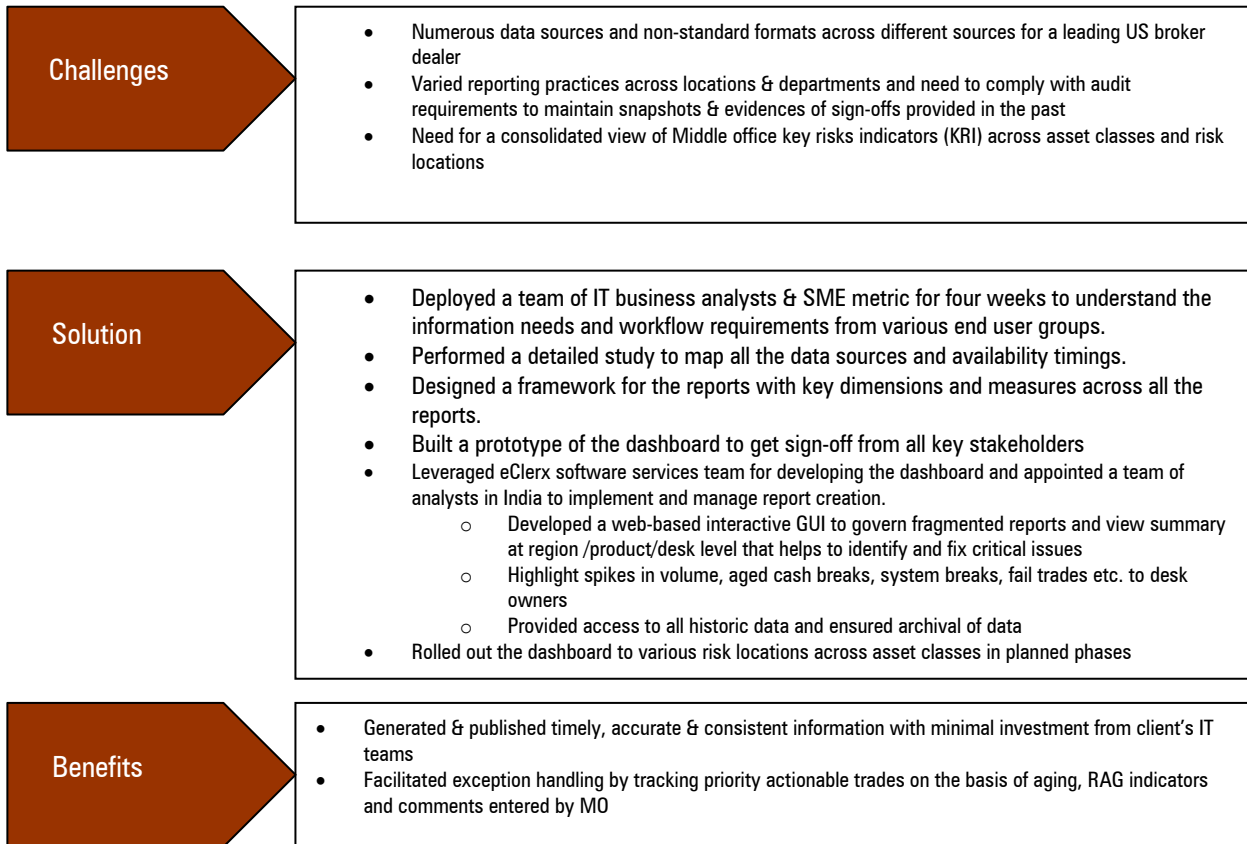 Challenges
• Numerous data sources and non-standard formats across different sources for a leading US broker
dealer
• Varied reporting practices across locations & departments and need to comply with audit
requirements to maintain snapshots & evidences of sign-offs provided in the past
• Need for a consolidated view of Middle office key risks indicators (KRI) across asset classes and risk
locations
Solution
• Deployed a team of IT business analysts & SME metric for four weeks to understand the
information needs and workflow requirements from various end user groups.
• Performed a detailed study to map all the data sources and availability timings.
• Designed a framework for the reports with key dimensions and measures across all the
reports.
• Built a prototype of the dashboard to get sign-off from all key stakeholders
• Leveraged eClerx software services team for developing the dashboard and appointed a team of
analysts in India to implement and manage report creation.
o Developed a web-based interactive GUI to govern fragmented reports and view summary
at region /product/desk level that helps to identify and fix critical issues
o Highlight spikes in volume, aged cash breaks, system breaks, fail trades etc. to desk
owners
o Provided access to all historic data and ensured archival of data
• Rolled out the dashboard to various risk locations across asset classes in planned phases
Benefits
• Generated & published timely, accurate & consistent information with minimal investment from client's IT
teams
• Facilitated exception handling by tracking priority actionable trades on the basis of aging, RAG indicators
and comments entered by MO